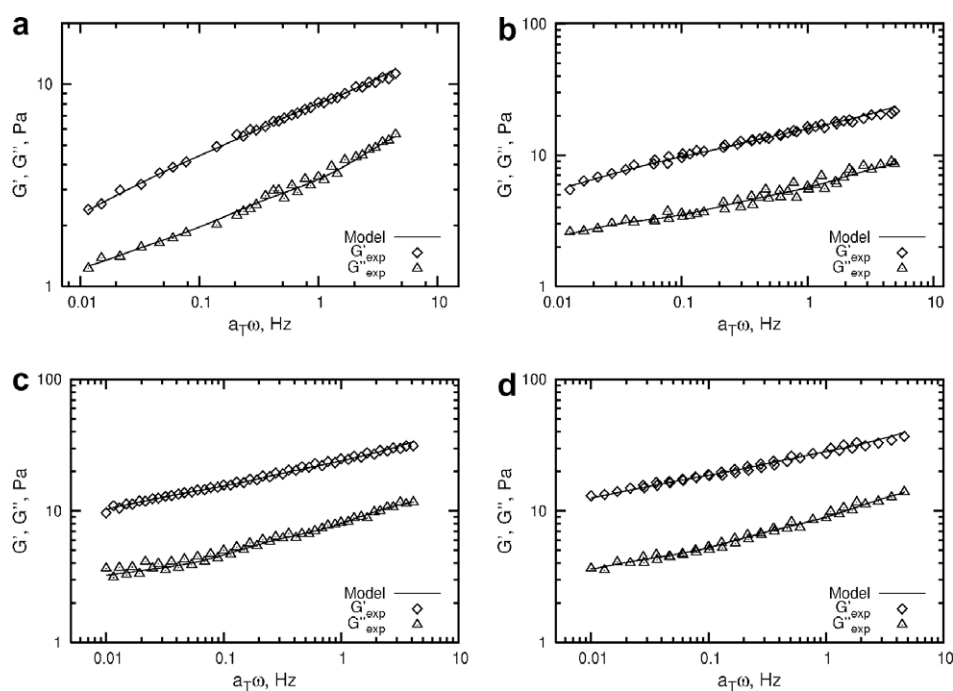 a
10
1
G', G'', Pa
Model
G'exp
G''exp
0.01 0.1 1 10
aTω, Hz
b
100
10
1
G', G'', Pa
Model
G'exp
G''exp
0.01 0.1 1 10
aTω, Hz
c
100
10
1
G', G'', Pa
Model
G'exp
G''exp
0.01 0.1 1 10
aTω, Hz
d
100
10
1
G', G'', Pa
Model
G'exp
G''exp
0.01 0.1 1 10
aTω, Hz